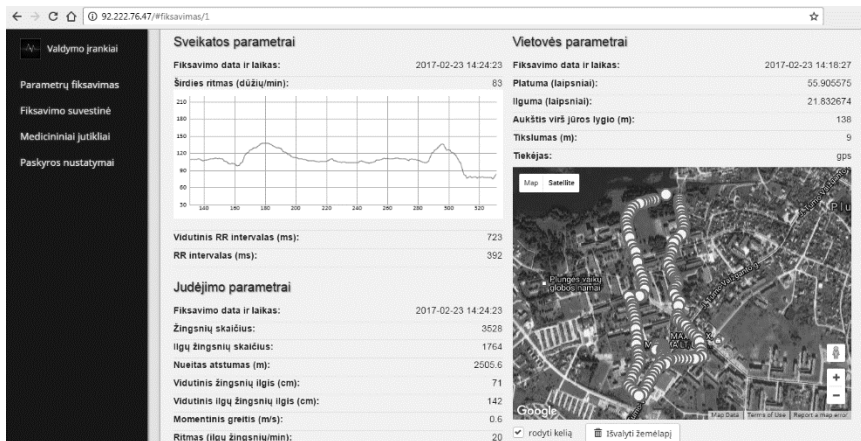 92.222.76.47/#fiksavimas/1
Valdymo įrankiai
Parametrų fiksavimas
Fiksavimo suvestinė
Medicininiai jutikliai
Paskyros nustatymai
Sveikatos parametrai
Fiksavimo data ir laikas: 2017-02-23 14:24:23
Širdies ritmas (dūžių/min): 83
210
180
150
120
90
60
30
140 160 180 200 220 240 260 280 300 320
Vidutinis RR intervalas (ms): 723
RR intervalas (ms): 392
Judėjimo parametrai
Fiksavimo data ir laikas: 2017-02-23 14:24:23
Žingsnių skaičius: 3528
Ilgų žingsnių skaičius: 1764
Nueitas atstumas (m): 2505.6
Vidutinis žingsnių ilgis (cm): 71
Vidutinis ilgų žingsnių ilgis (cm): 142
Momentinis greitis (m/s): 0.6
Ritmas (ilgų žingsnių/min): 20
Vietovės parametrai
Fiksavimo data ir laikas: 2017-02-23 14:18:27
Platuma (laipsniai): 55.905575
Ilguma (laipsniai): 21.832674
Aukštis virš jūros lygio (m): 138
Tikslumas (m): 9
Tiekėjas: gps
Map Satellite
Plungės vaikų
globos namai
Google
Map Data Terms of Use Report a map error
rodyti kelią
Išvalyti žemėlapį